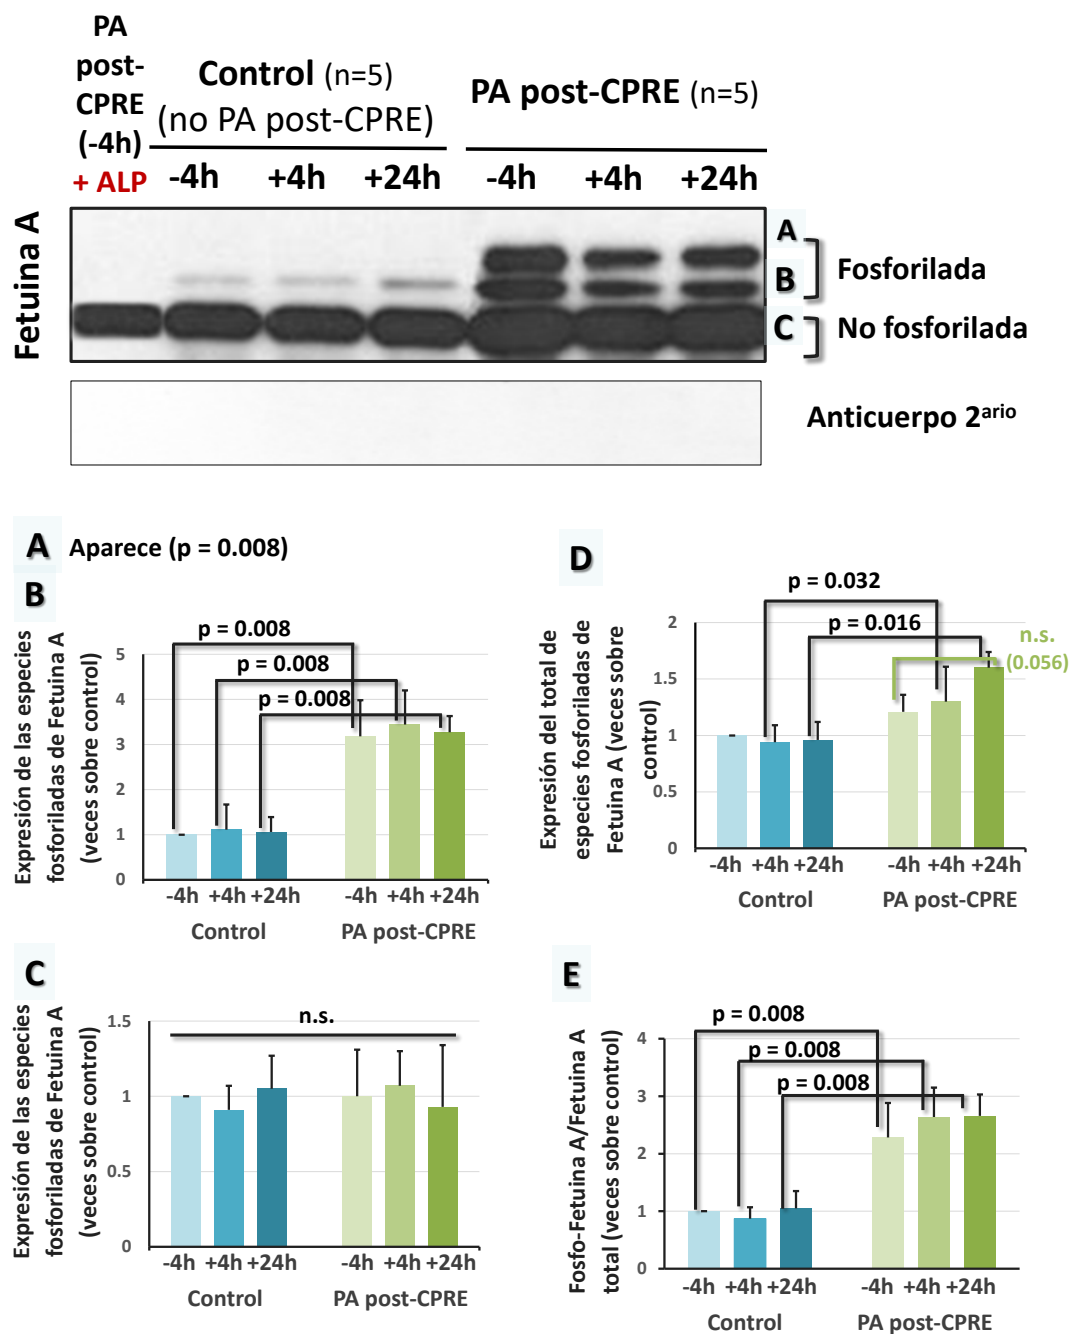 PA
post-
CPRE
(-4h)
+ ALP
Control (n=5)
(no PA post-CPRE)
PA post-CPRE (n=5)
-4h +4h +24h -4h +4h +24h
Fetuina A
A
B
C
Fosforilada
No fosforilada
Anticuerpo 2ario
A Aparece (p = 0.008)
B
Expresión de las especies
fosforiladas de Fetuina A
(veces sobre control)
5
4
3
2
1
0
p = 0.008
p = 0.008
p = 0.008
-4h +4h +24h -4h +4h +24h
Control PA post-CPRE
C
Expresión de las especies
fosforiladas de Fetuina A
(veces sobre control)
1.5
1
0.5
0
n.s.
-4h +4h +24h -4h +4h +24h
Control PA post-CPRE
D
Expresión del total de
especies fosforiladas de
Fetuina A (veces sobre
control)
2
1.5
1
0.5
0
p = 0.032
p = 0.016
n.s.
(0.056)
-4h +4h +24h -4h +4h +24h
Control PA post-CPRE
E
Fosfo-Fetuina A/Fetuina A
total (veces sobre control)
4
3
2
1
0
p = 0.008
p = 0.008
p = 0.008
-4h +4h +24h -4h +4h +24h
Control PA post-CPRE